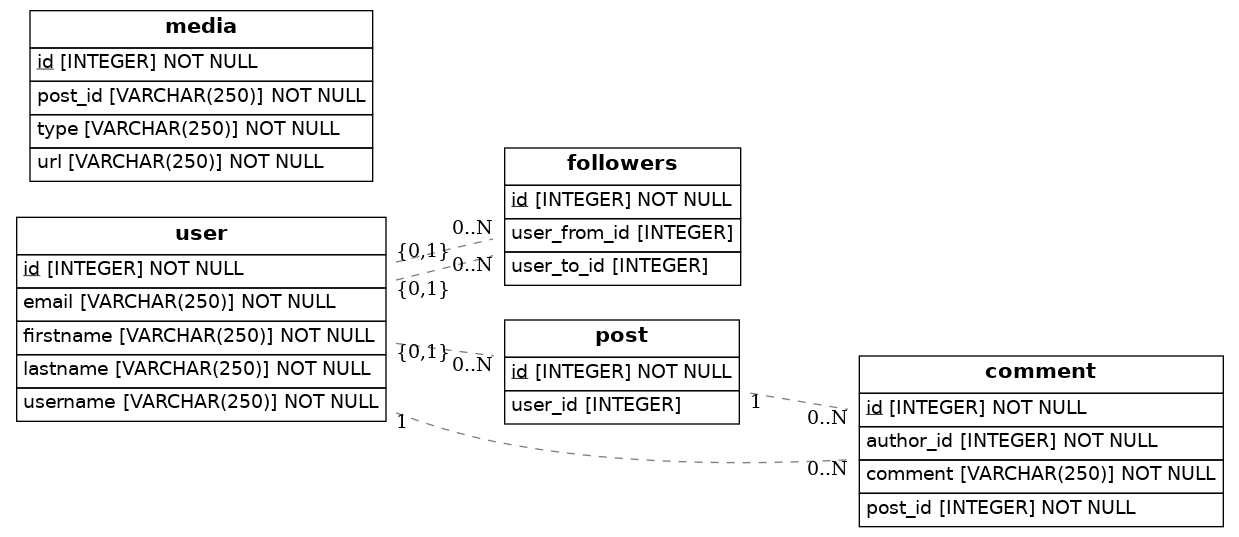 media
id [INTEGER] NOT NULL
post_id [VARCHAR(250)] NOT NULL
type [VARCHAR(250)] NOT NULL
url [VARCHAR(250)] NOT NULL
user
id [INTEGER] NOT NULL
email [VARCHAR(250)] NOT NULL
firstname [VARCHAR(250)] NOT NULL
lastname [VARCHAR(250)] NOT NULL
username [VARCHAR(250)] NOT NULL
0..N
{0,1}
0..N
{0,1}
followers
id [INTEGER] NOT NULL
user_from_id [INTEGER]
user_to_id [INTEGER]
{0,1}
0..N
post
id [INTEGER] NOT NULL
user_id [INTEGER]
1
0..N
1
0..N
comment
id [INTEGER] NOT NULL
author_id [INTEGER] NOT NULL
comment [VARCHAR(250)] NOT NULL
post_id [INTEGER] NOT NULL